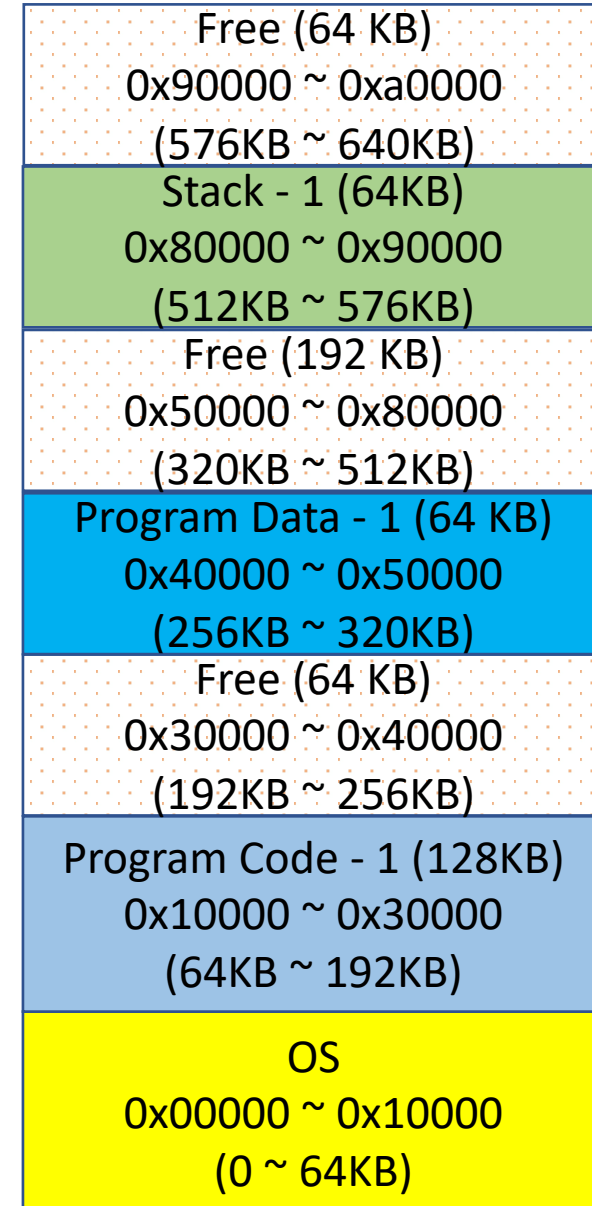 Free (64 KB)
0x90000 ~ 0xa0000
(576KB ~ 640KB)
Stack - 1 (64KB)
0x80000 ~ 0x90000
(512KB ~ 576KB)
Free (192 KB)
0x50000 ~ 0x80000
(320KB ~ 512KB)
Program Data - 1 (64 KB)
0x40000 ~ 0x50000
(256KB ~ 320KB)
Free (64 KB)
0x30000 ~ 0x40000
(192KB ~ 256KB)
Program Code - 1 (128KB)
0x10000 ~ 0x30000
(64KB ~ 192KB)
OS
0x00000 ~ 0x10000
(0 ~ 64KB)